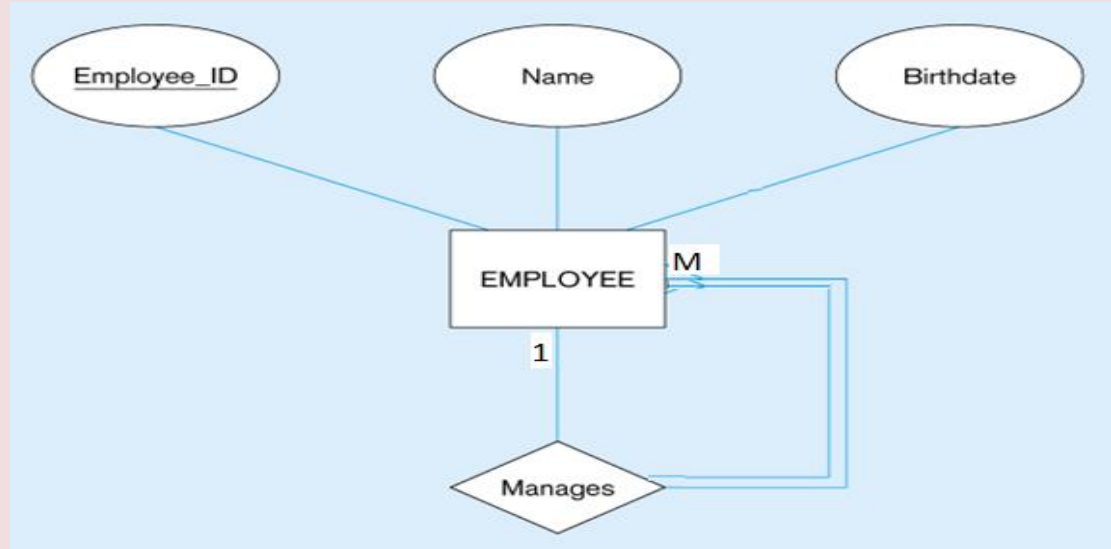 Employee_ID
Name
Birthdate
EMPLOYEE
M
1
Manages